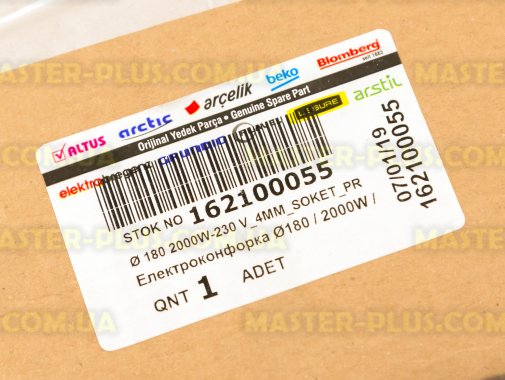 MASTER-PLUS.COM.UA
ALTUS arctic arçelik beko Blomberg
Orijinal Yedek Parça • Genuine Spare Part
elektrabregenz GRUNDIG LEISURE arstil
STOK NO 162100055
Ø 180 2000W-230 V_4MM_SOKET_PR
Електроконфорка Ø180 / 2000W /
QNT 1 ADET
07/01/19
162100055